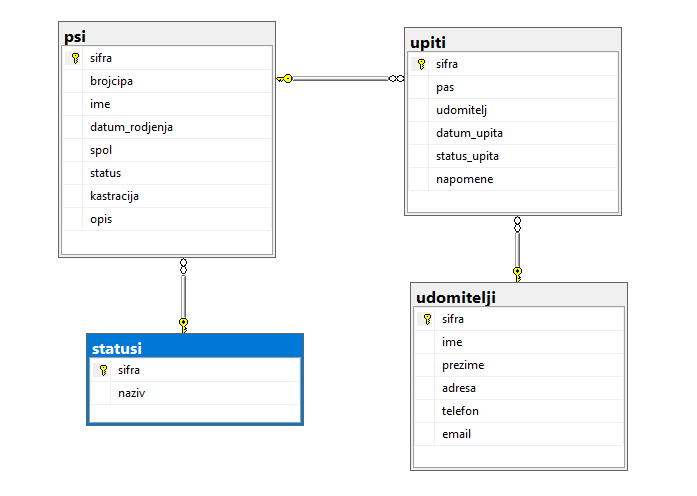 psi
sifra
brojcipa
ime
datum_rodjenja
spol
status
kastracija
opis
upiti
sifra
pas
udomitelj
datum_upita
status_upita
napomene
statusi
sifra
naziv
udomitelji
sifra
ime
prezime
adresa
telefon
email